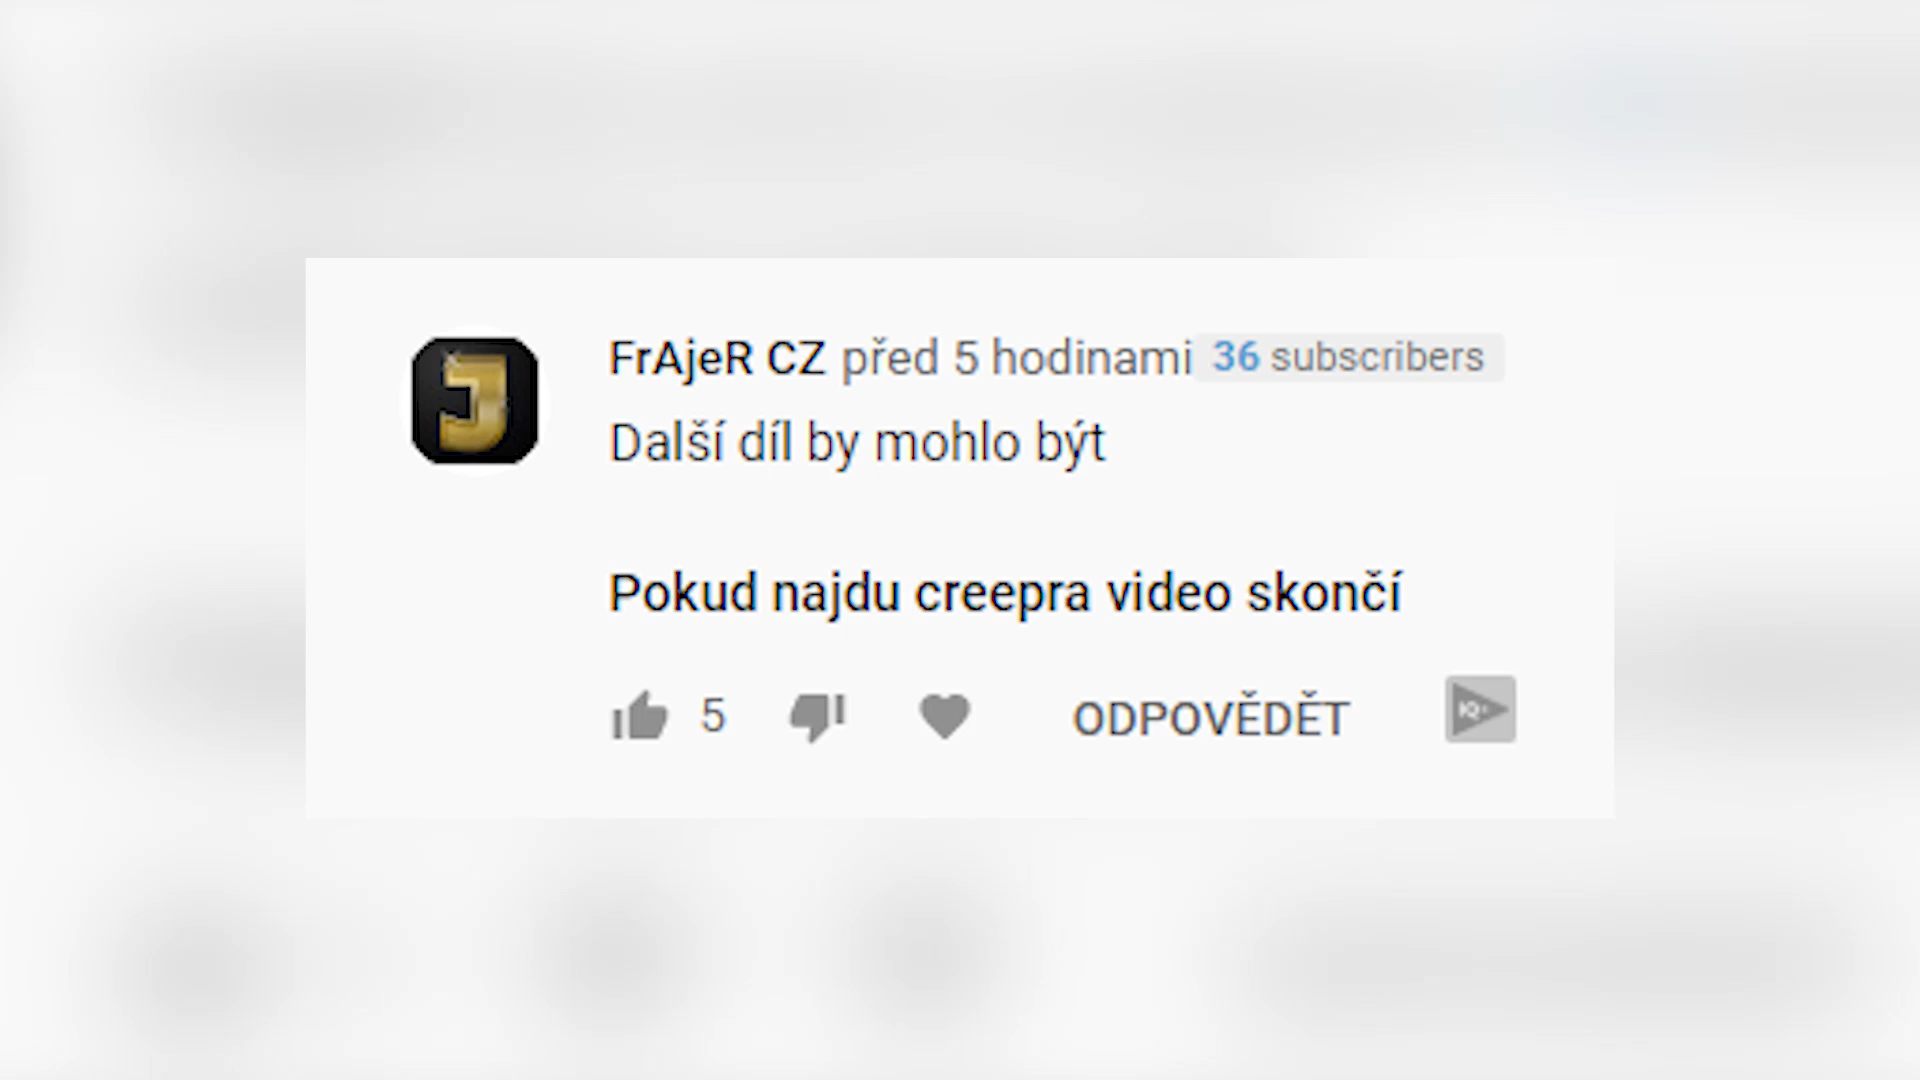 FrAjeR CZ před 5 hodinami 36 subscribers
Další díl by mohlo být
Pokud najdu creepra video skončí
5 ODPOVĚDĚT IQ